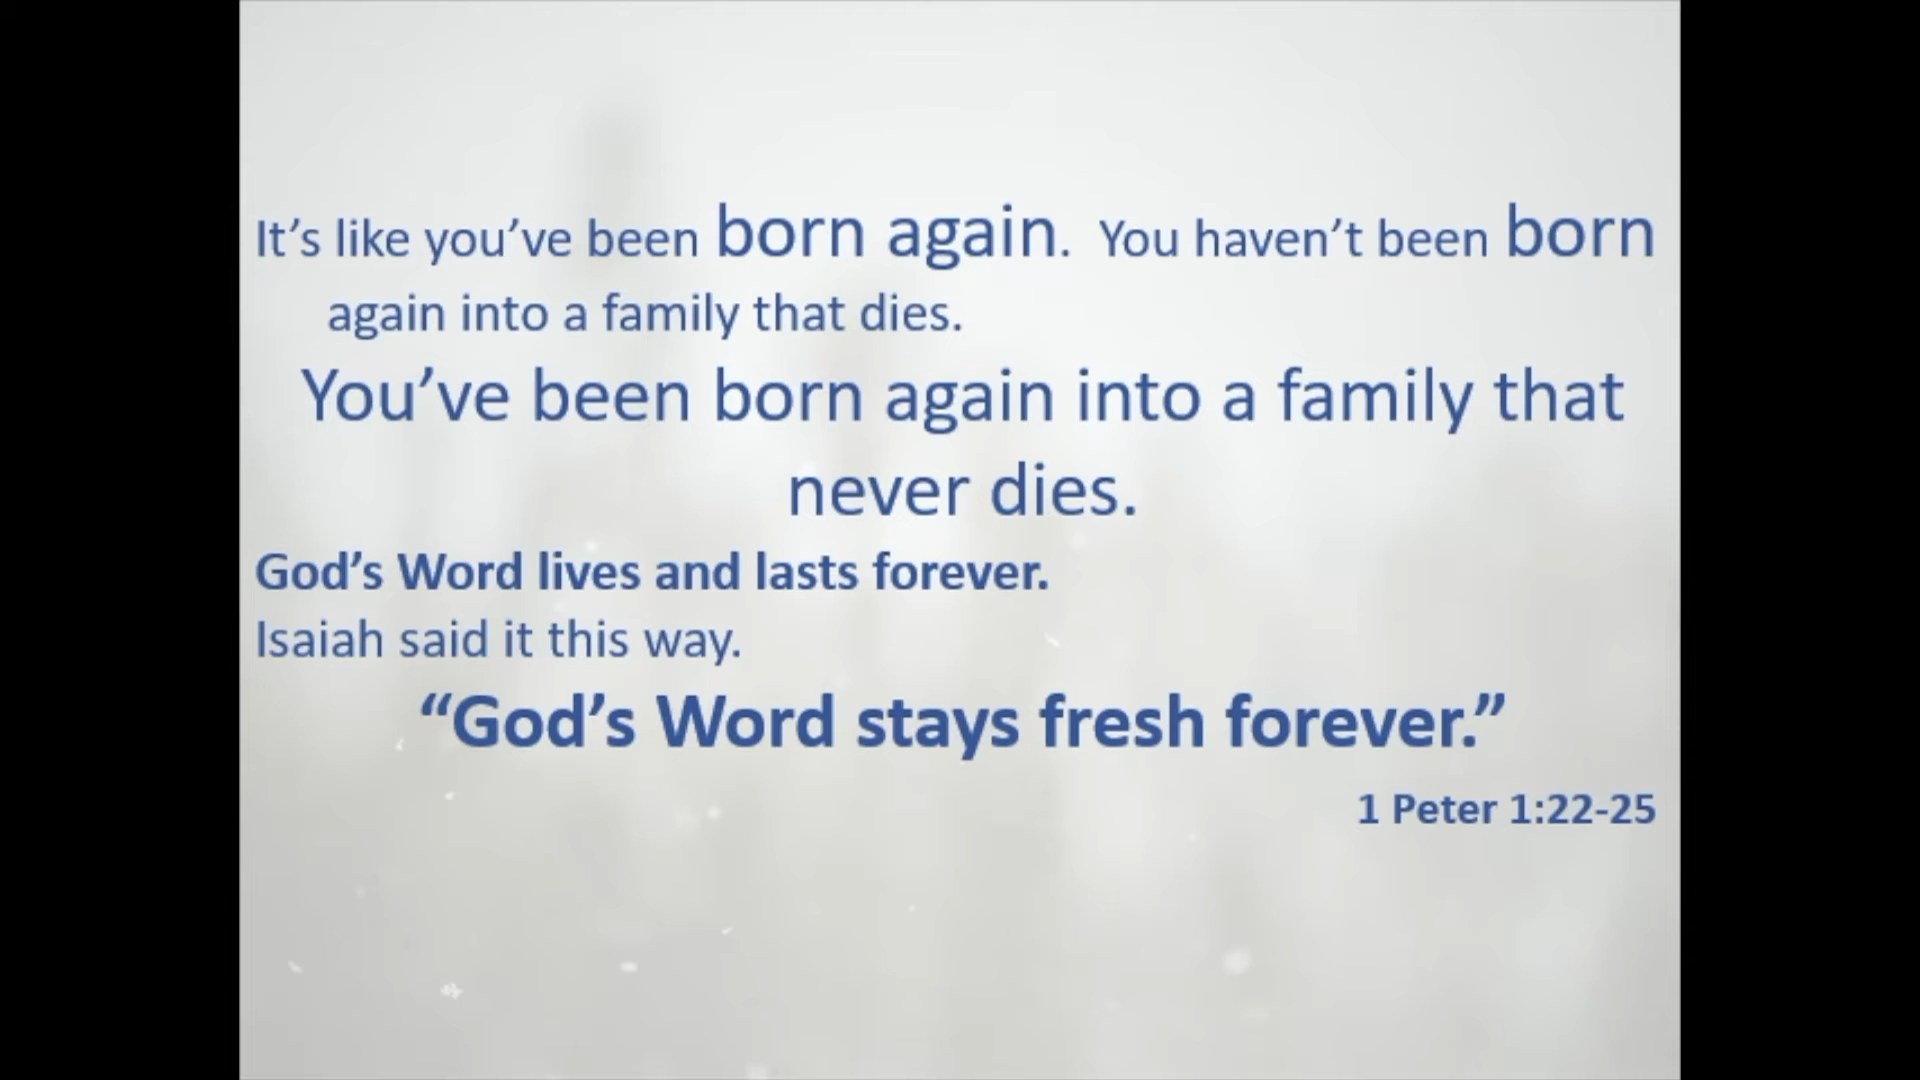 It’s like you’ve been born again.  You haven’t been born
again into a family that dies.
You’ve been born again into a family that
never dies.
God’s Word lives and lasts forever.
Isaiah said it this way.
“God’s Word stays fresh forever.”
1 Peter 1:22-25